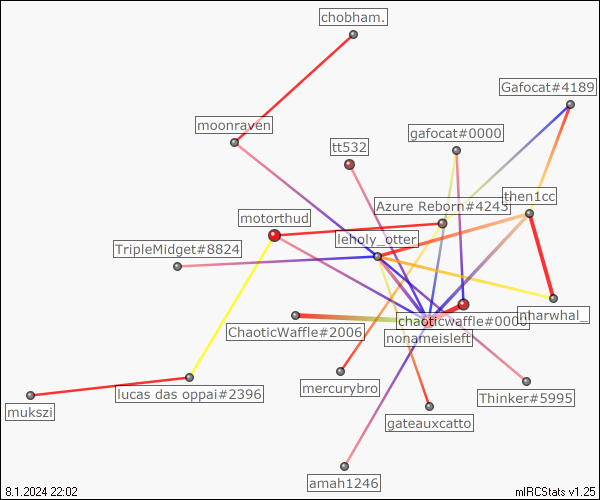 chobham.
Gafocat#4189
moonraven
gafocat#0000
tt532
then1cc
Azure Reborn#4243
motorthud
leholy_otter
TripleMidget#8824
nharwhal_
chaoticwaffle#0000
ChaoticWaffle#2006
nonameisleft
mercurybro
lucas das oppai#2396
Thinker#5995
mukszi
gateauxcatto
amah1246
8.1.2024 22:02
mIRCStats v1.25